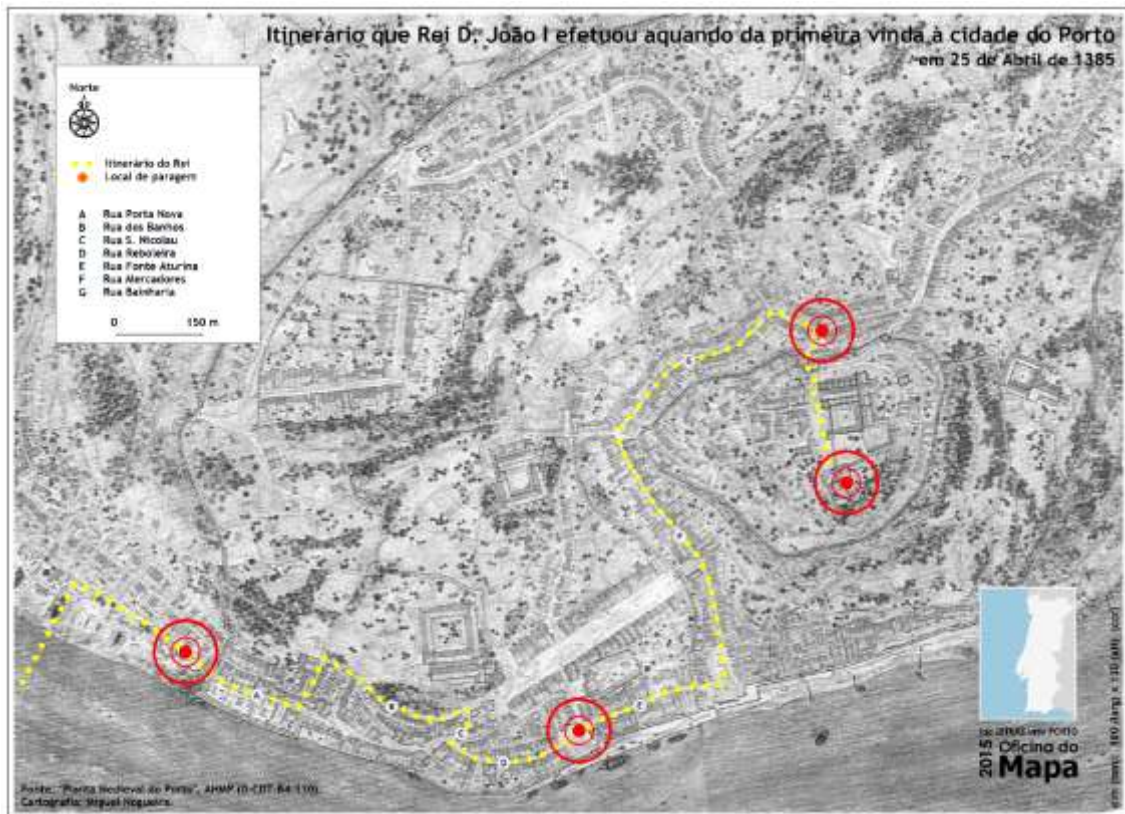 Itinerário que Rei D. João I efetuou aquando da primeira vinda à cidade do Porto
em 25 de Abril de 1385
Norte
Itinerário do Rei
Local de paragem
A Rua Porta Nova
B Rua dos Banhos
C Rua S. Nicolau
D Rua Reboleira
E Rua Fonte Aturina
F Rua Mercadores
G Rua Bainharia
0 150 m
G
F
A
B
C
D
E
2015 Oficina do
Mapa
Fonte: "Planta Medieval do Porto", AHMP
Cartografia: Miguel Nogueira.